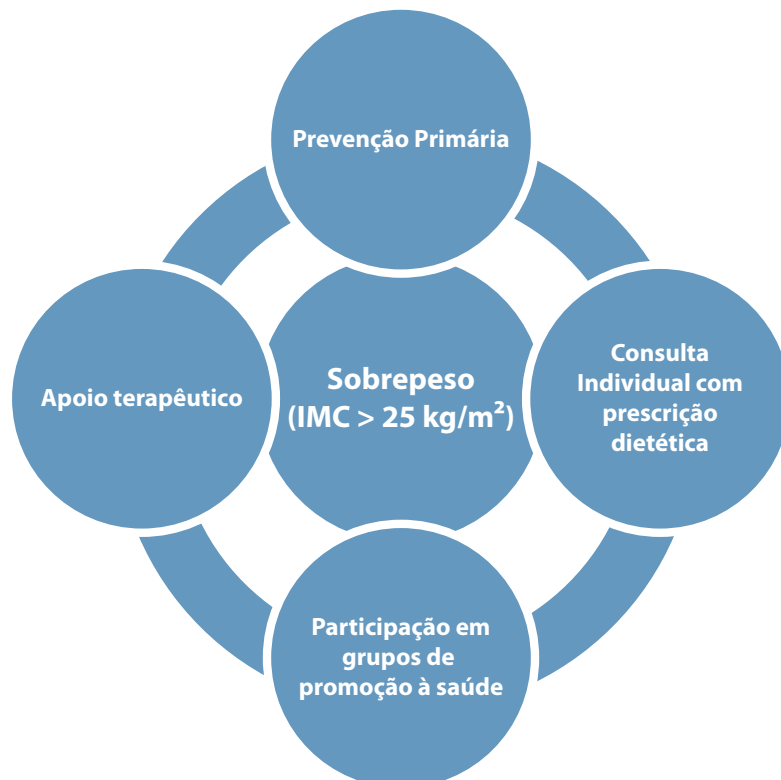 Prevenção Primária
Apoio terapêutico
Sobrepeso
(IMC > 25 kg/m²)
Consulta
Individual com
prescrição
dietética
Participação em
grupos de
promoção à saúde